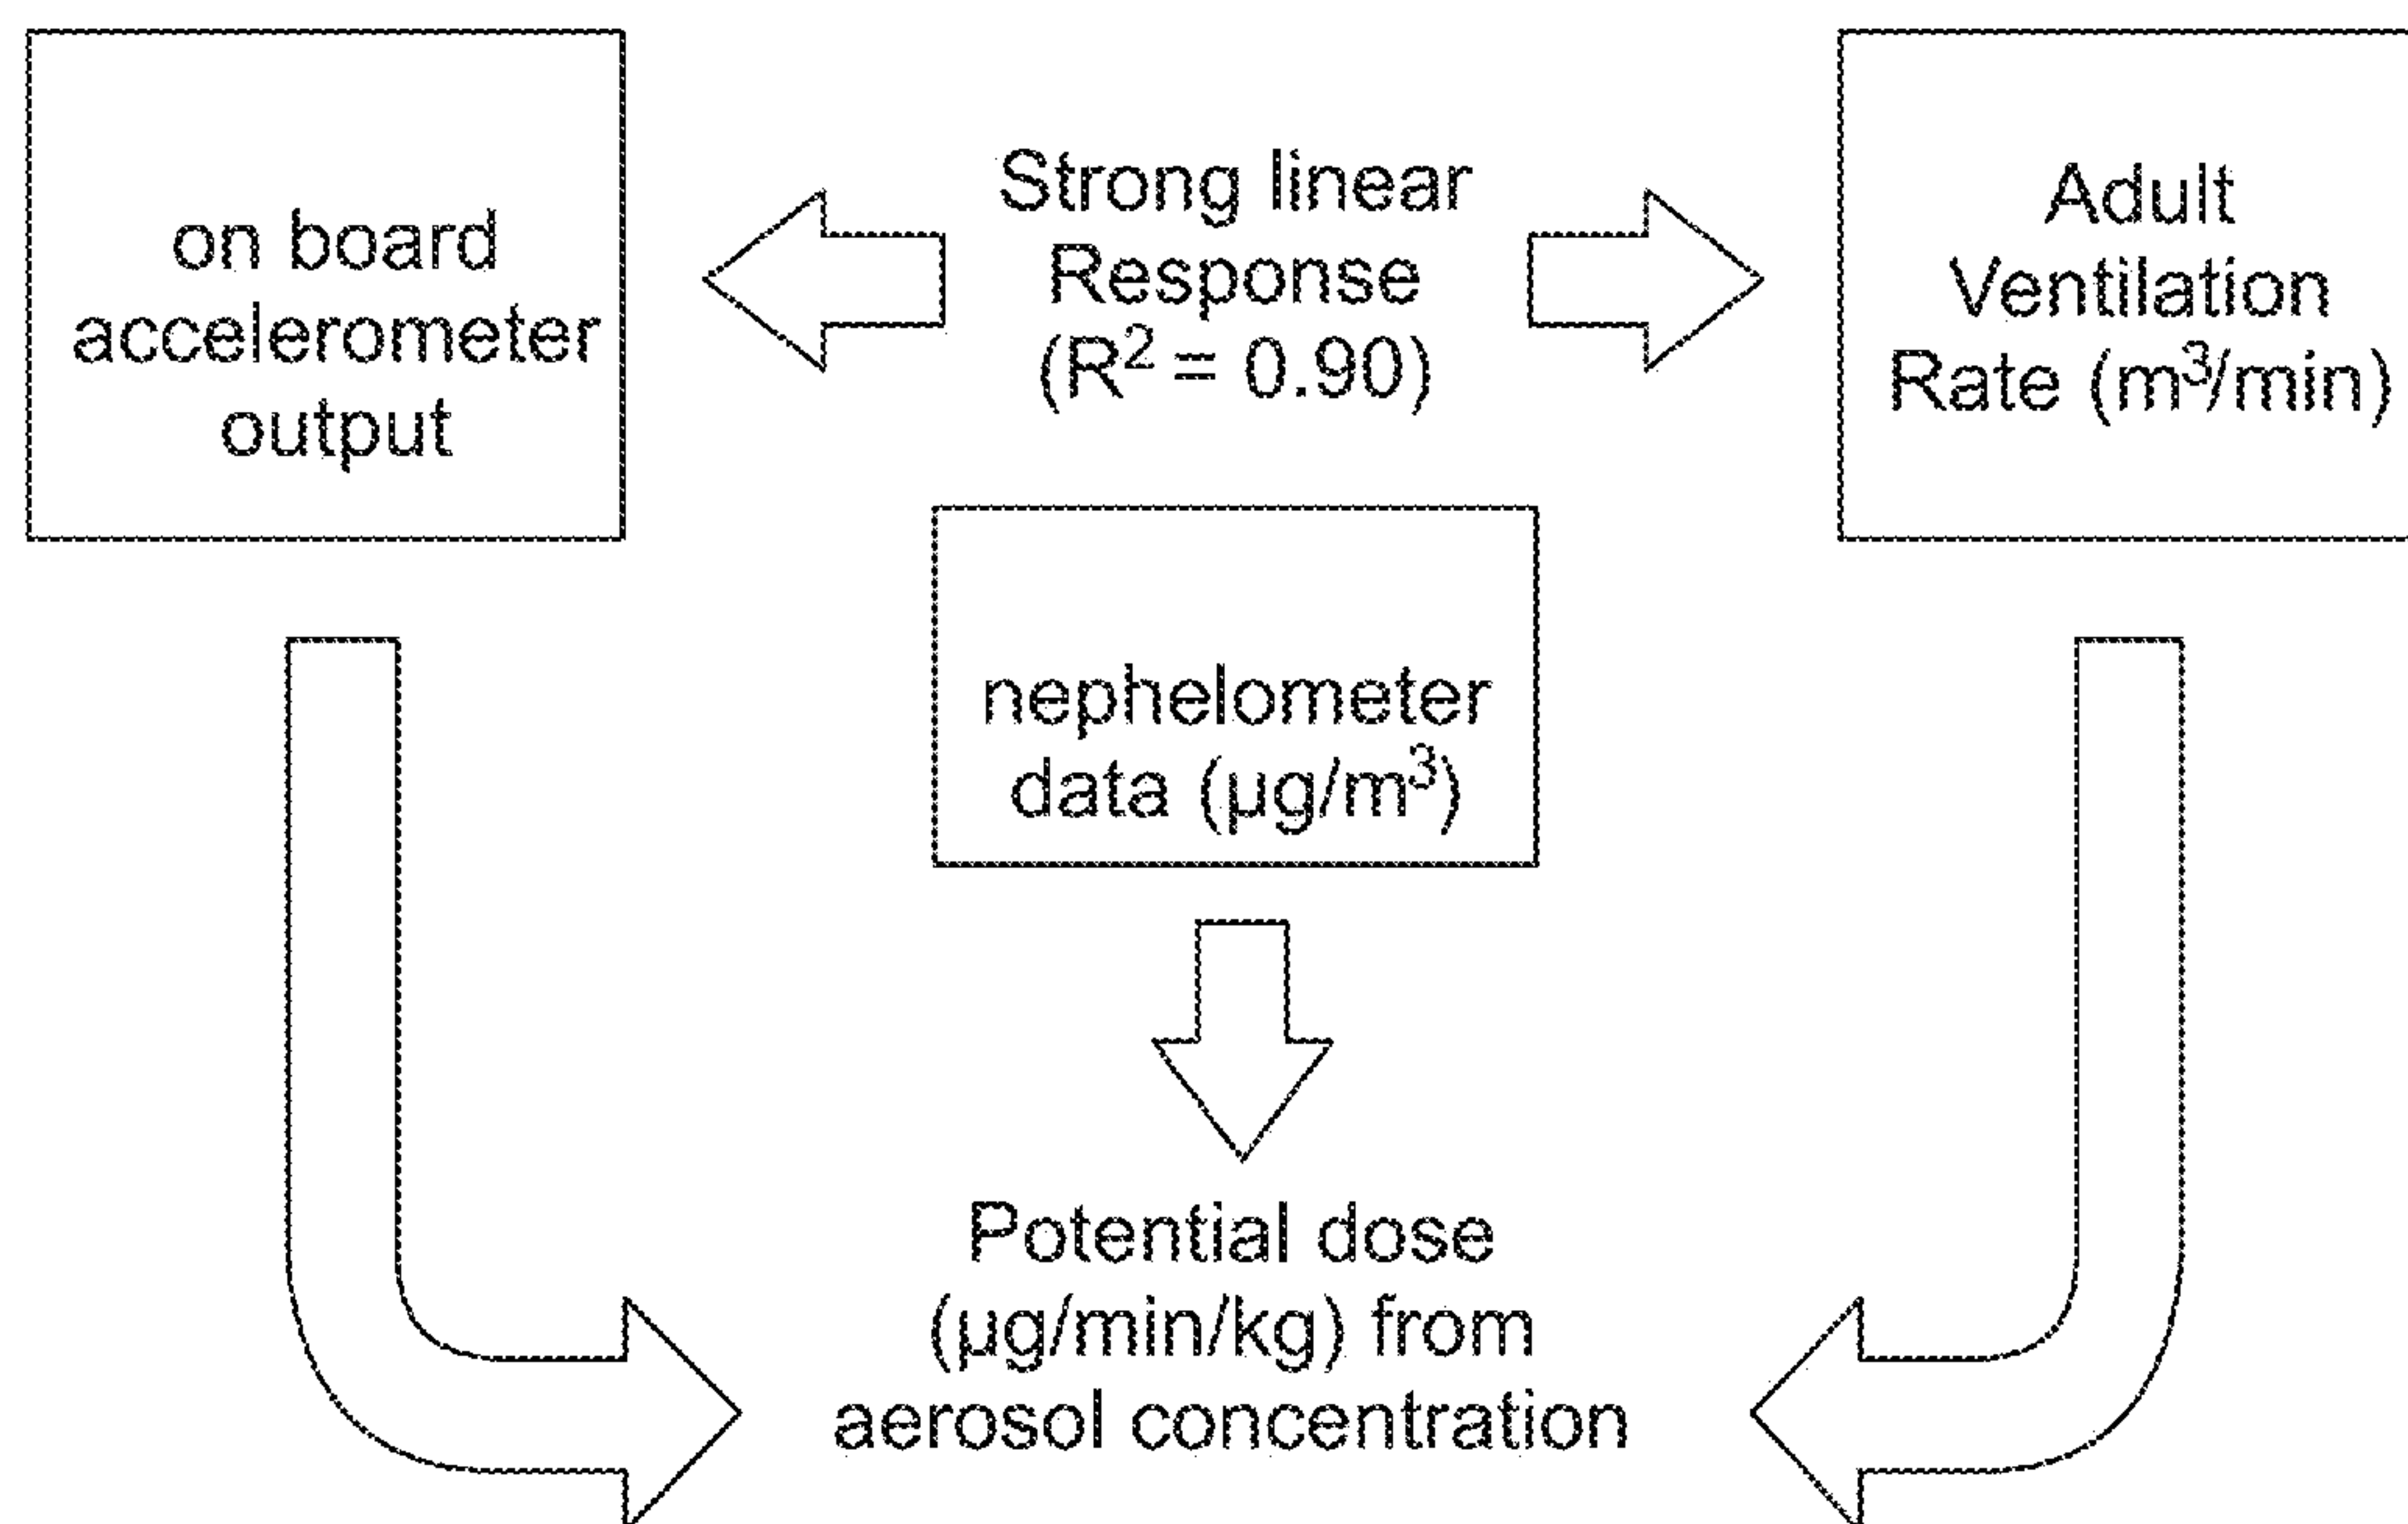 on board
accelerometer
output
Strong linear
Response
(R² = 0.90)
Adult
Ventilation
Rate (m³/min)
nephelometer
data (µg/m³)
Potential dose
(µg/min/kg) from
aerosol concentration